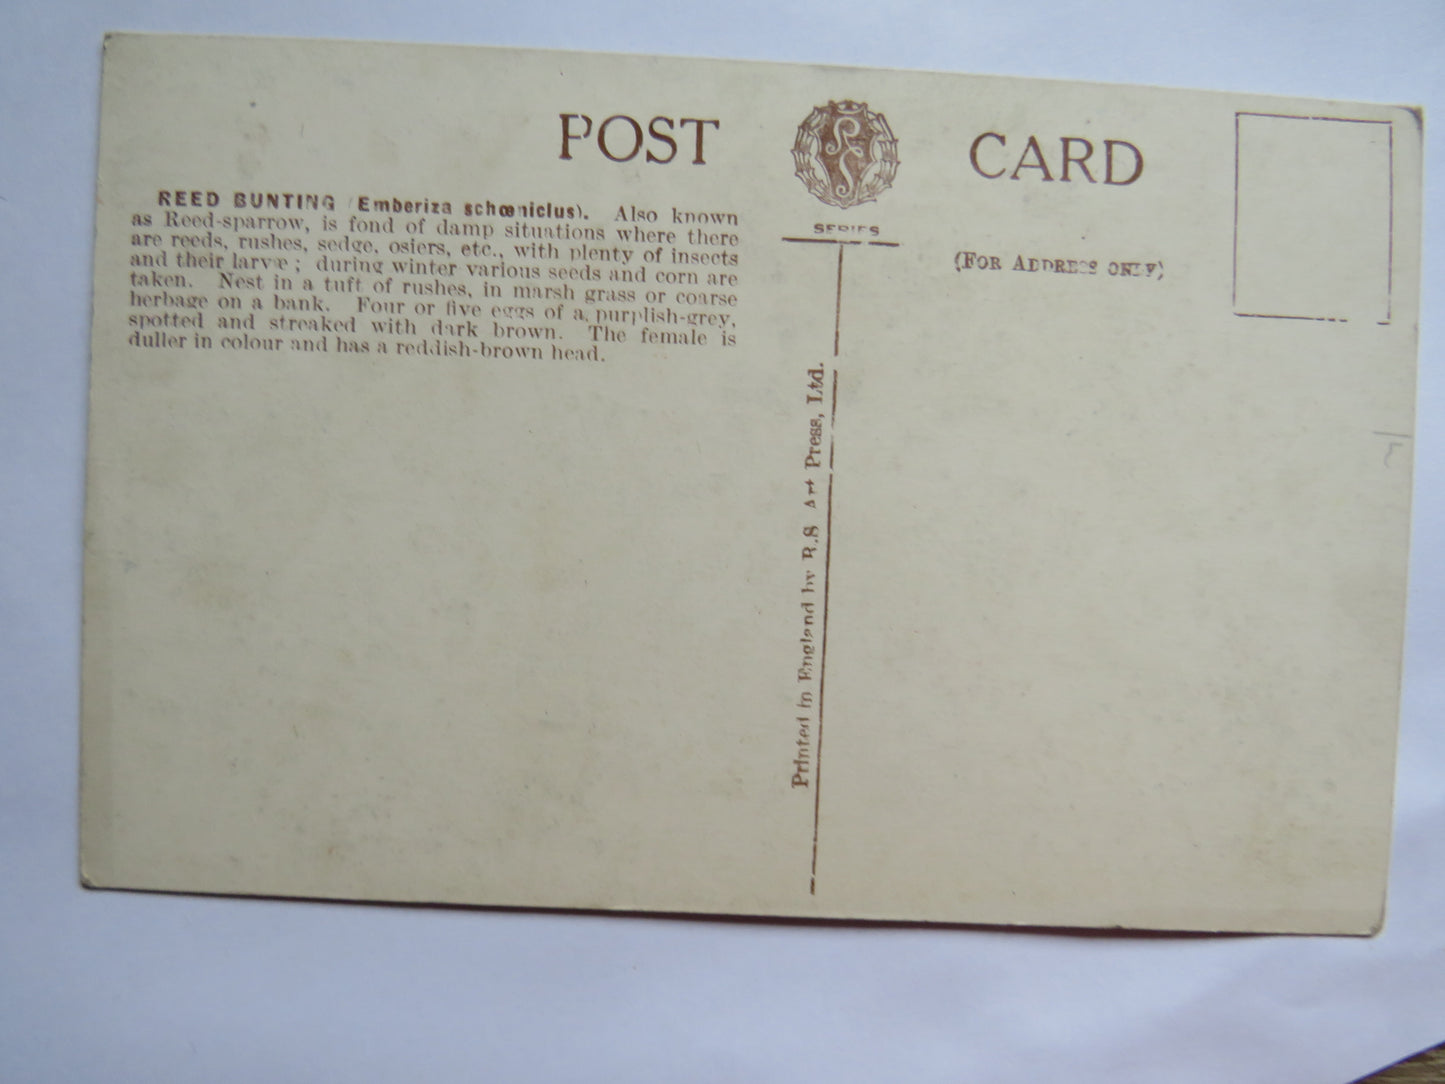 POST CARD
SERIES
(FOR ADDRESS ONLY)
REED BUNTING (Emberiza schœniclus). Also known
as Reed-sparrow, is fond of damp situations where there
are reeds, rushes, sedge, osiers, etc., with plenty of insects
and their larvæ; during winter various seeds and corn are
taken. Nest in a tuft of rushes, in marsh grass or coarse
herbage on a bank. Four or five eggs of a purplish-grey,
spotted and streaked with dark brown. The female is
duller in colour and has a reddish-brown head.
Printed in England by R.S Art Press, Ltd.